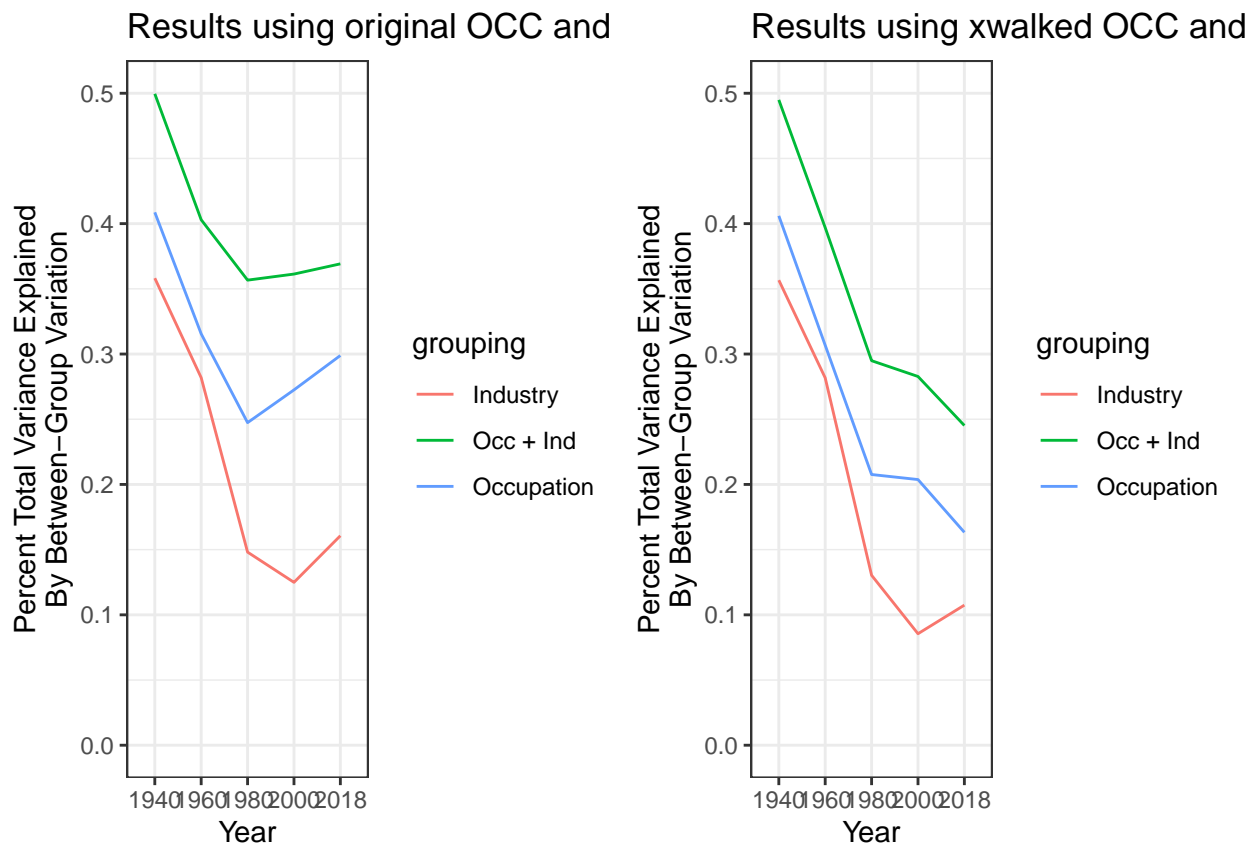 Results using original OCC and
Percent Total Variance Explained
By Between−Group Variation
0.5
0.4
0.3
0.2
0.1
0.0
1940 1960 1980 2000 2018
Year
grouping
Industry
Occ + Ind
Occupation
Results using xwalked OCC and
Percent Total Variance Explained
By Between−Group Variation
0.5
0.4
0.3
0.2
0.1
0.0
1940 1960 1980 2000 2018
Year
grouping
Industry
Occ + Ind
Occupation